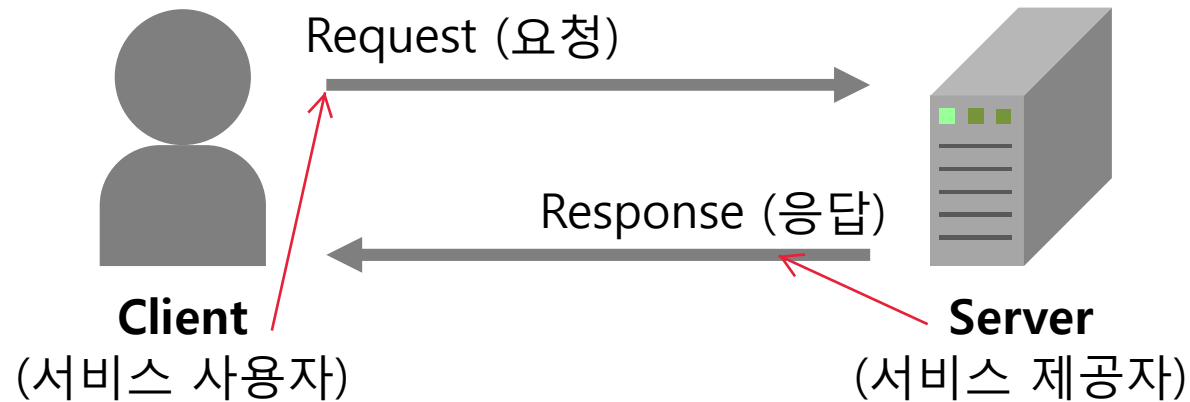 Request (요청)
Response (응답)
Client
(서비스 사용자)
Server
(서비스 제공자)